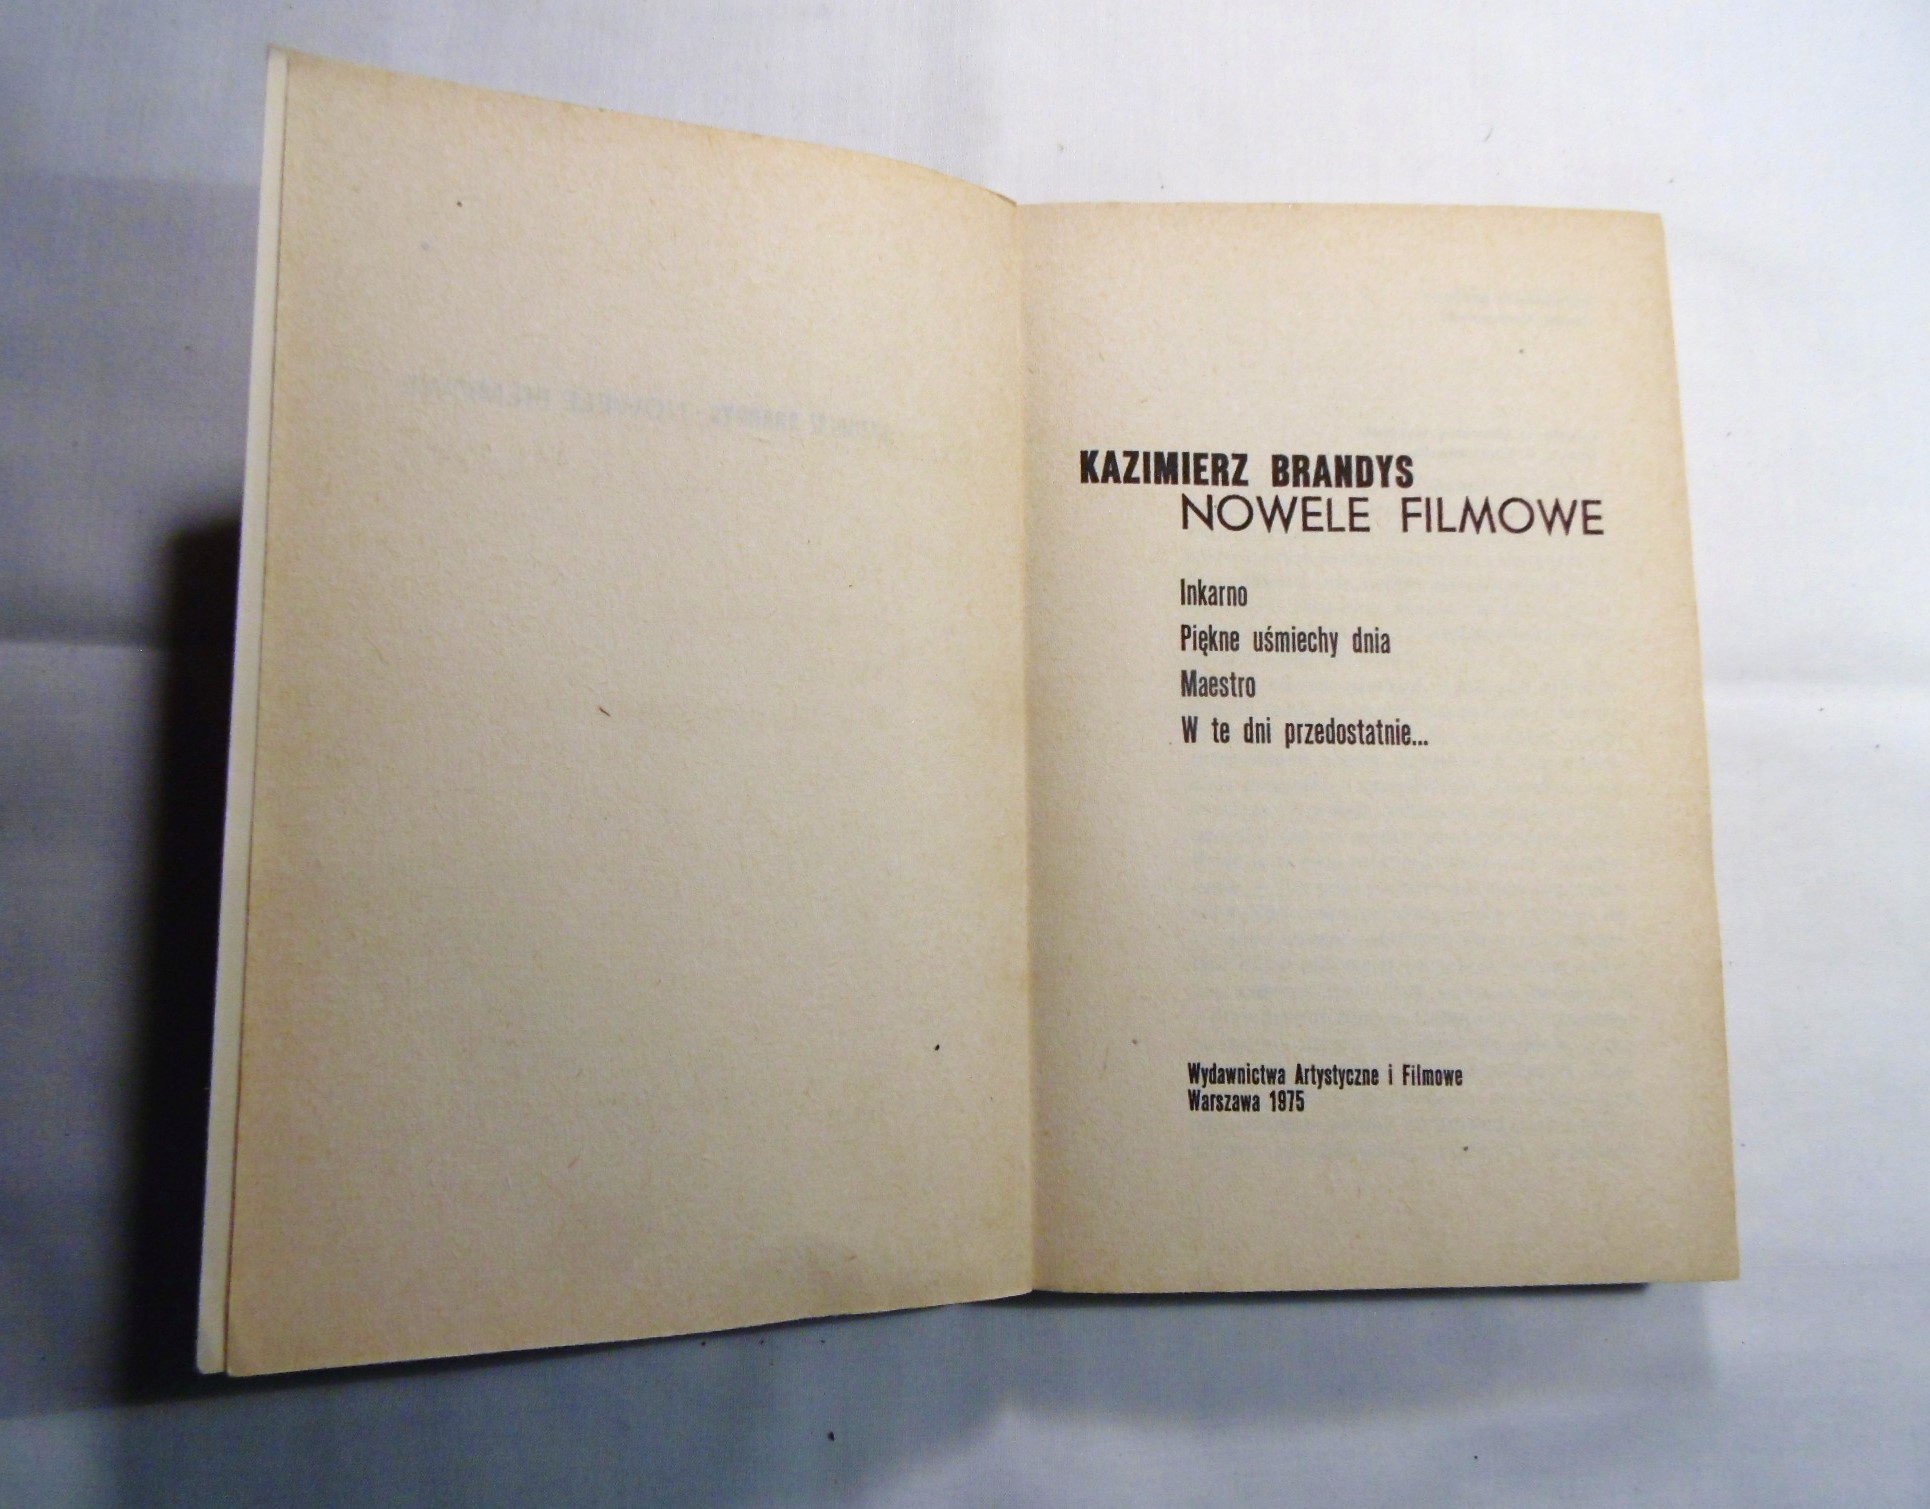 KAZIMIERZ BRANDYS
NOWELE FILMOWE
Inkarno
Piękne uśmiechy dnia
Maestro
W te dni przedostatnie...
Wydawnictwa Artystyczne i Filmowe
Warszawa 1975